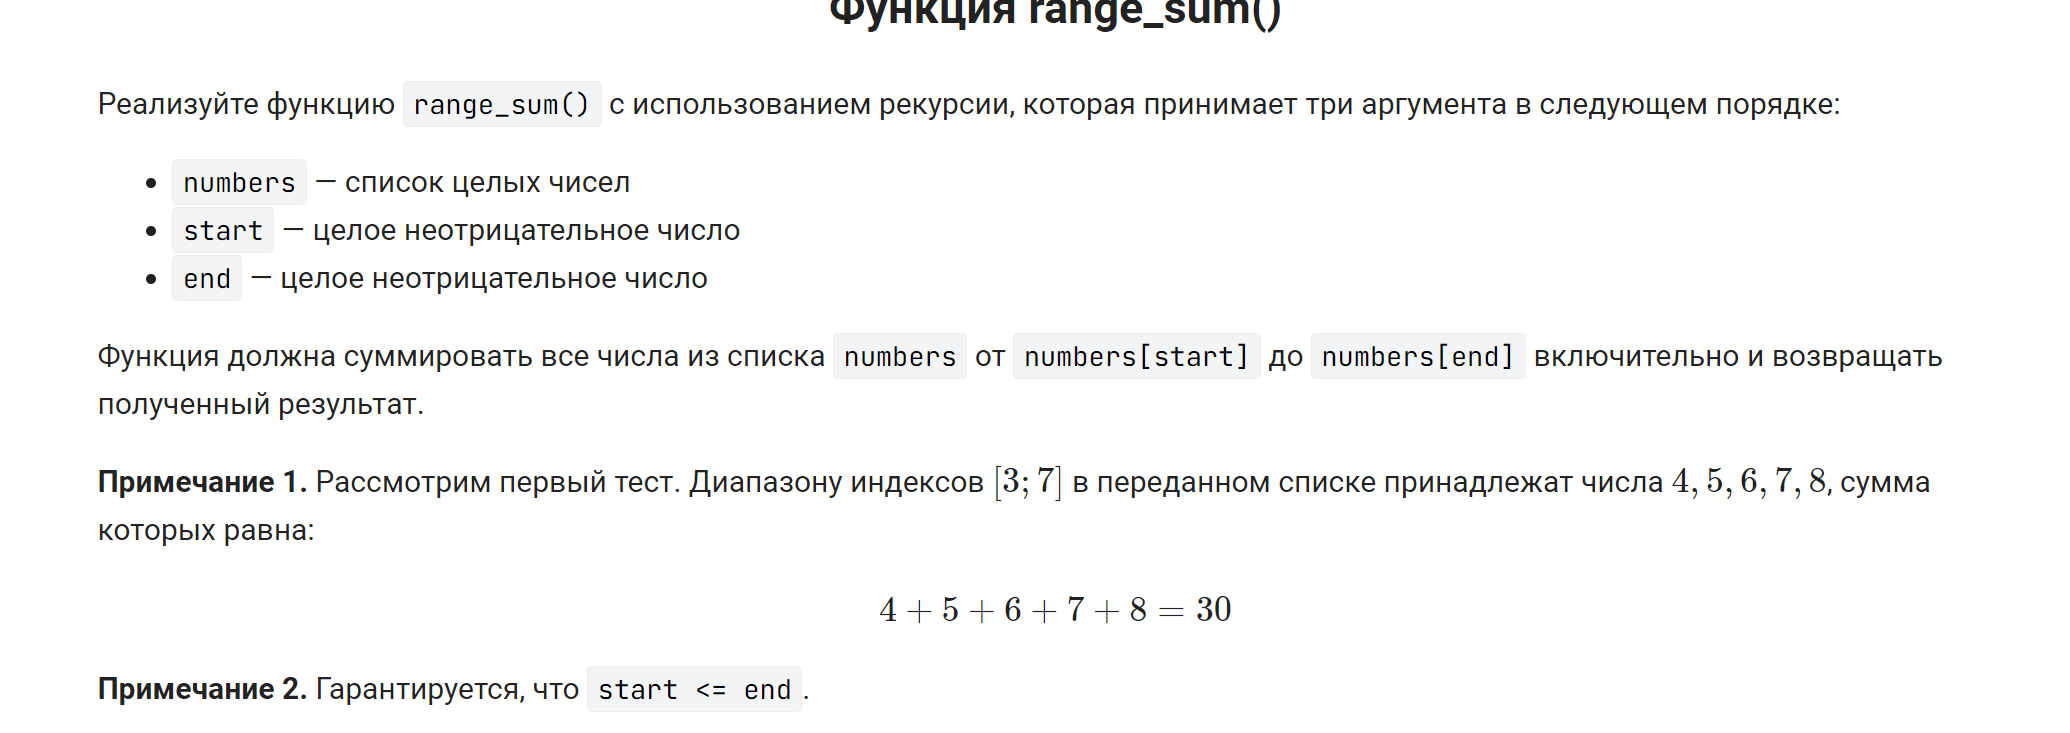 Функция range_sum()
Реализуйте функцию range_sum() с использованием рекурсии, которая принимает три аргумента в следующем порядке:
• numbers — список целых чисел
• start — целое неотрицательное число
• end — целое неотрицательное число
Функция должна суммировать все числа из списка numbers от numbers[start] до numbers[end] включительно и возвращать
полученный результат.
Примечание 1. Рассмотрим первый тест. Диапазону индексов [3; 7] в переданном списке принадлежат числа 4, 5, 6, 7, 8, сумма
которых равна:
4 + 5 + 6 + 7 + 8 = 30
Примечание 2. Гарантируется, что start <= end.